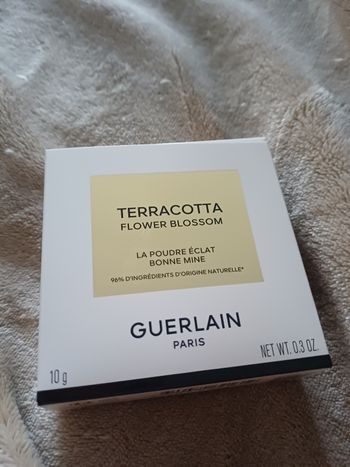 TERRACOTTA
FLOWER BLOSSOM
LA POUDRE ÉCLAT
BONNE MINE
96% D'INGRÉDIENTS D'ORIGINE NATURELLE*
GUERLAIN
PARIS
10 g
NET WT. 0.3 OZ.